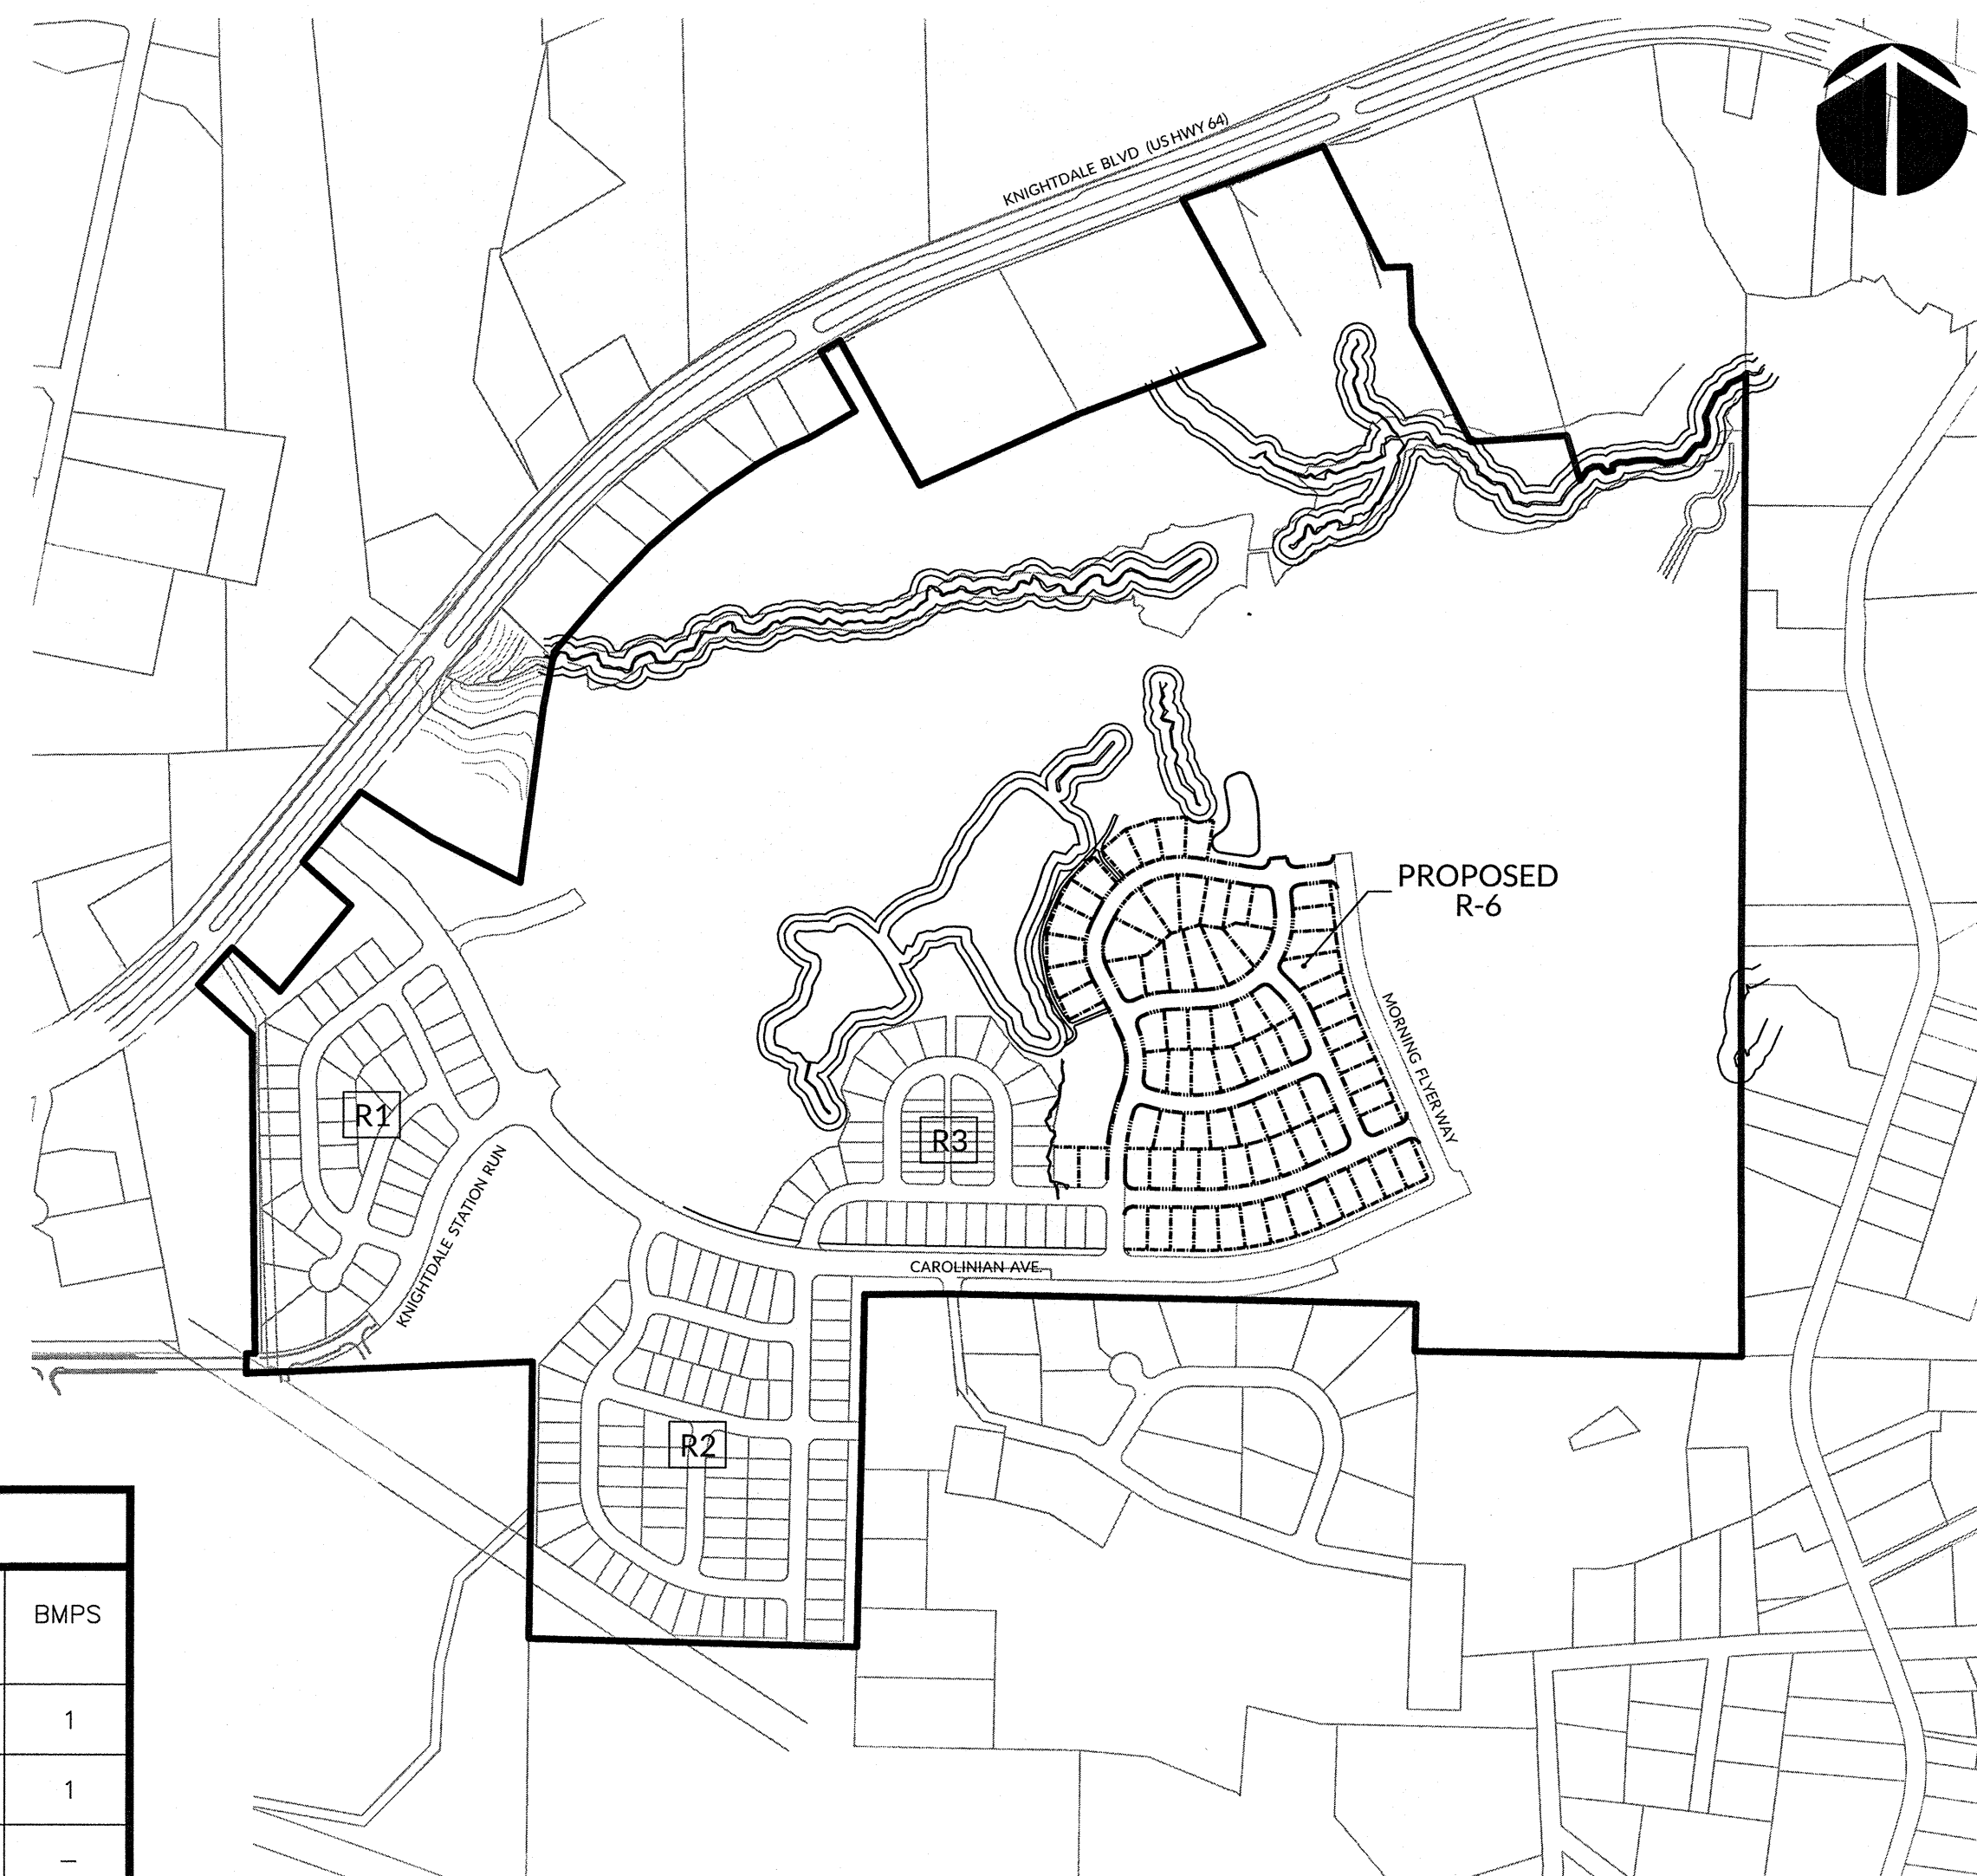 KNIGHTDALE BLVD (US HWY 64)
PROPOSED
R-6
MORNING FLYER WAY
R1
R3
KNIGHTDALE STATION RUN
CAROLINIAN AVE.
R2
BMPS
1
1
–